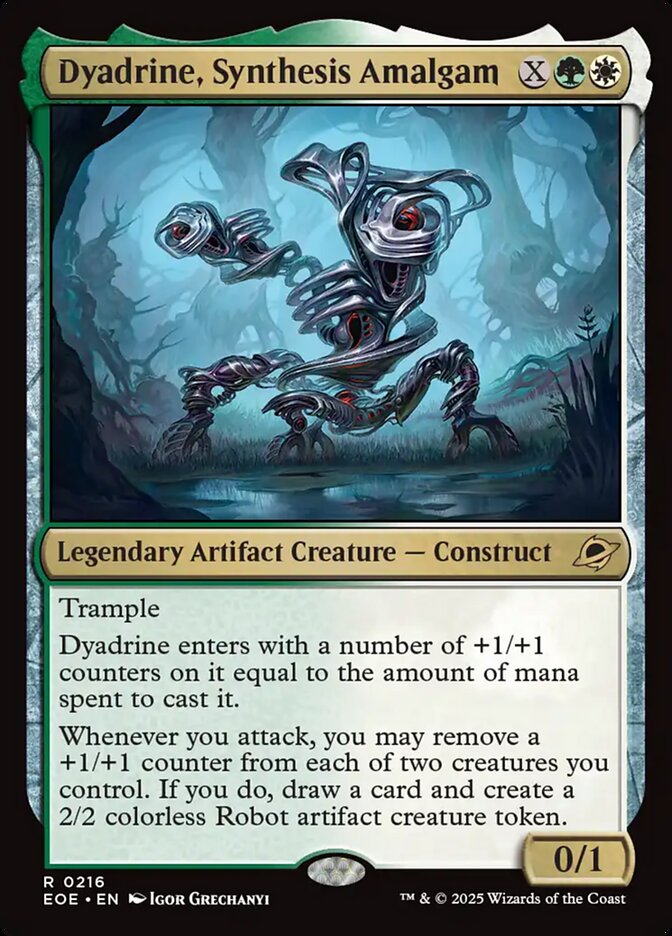 Dyadrine, Synthesis Amalgam X
Legendary Artifact Creature — Construct
Trample
Dyadrine enters with a number of +1/+1
counters on it equal to the amount of mana
spent to cast it.
Whenever you attack, you may remove a
+1/+1 counter from each of two creatures you
control. If you do, draw a card and create a
2/2 colorless Robot artifact creature token.
0/1
R 0216
EOE • EN Igor Grechanyi
™ & © 2025 Wizards of the Coast